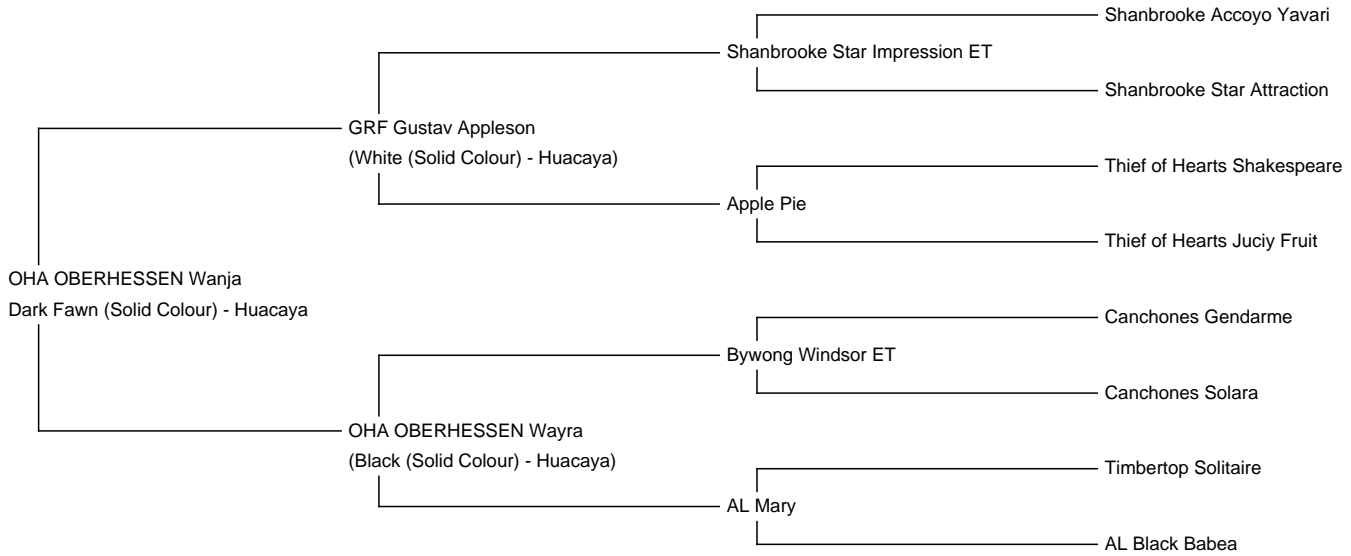 Shanbrooke Accoyo Yavari
Shanbrooke Star Impression ET
Shanbrooke Star Attraction
GRF Gustav Appleson
(White (Solid Colour) - Huacaya)
Thief of Hearts Shakespeare
Apple Pie
Thief of Hearts Juciy Fruit
OHA OBERHESSEN Wanja
Dark Fawn (Solid Colour) - Huacaya
Canchones Gendarme
Bywong Windsor ET
Canchones Solara
OHA OBERHESSEN Wayra
(Black (Solid Colour) - Huacaya)
Timbertop Solitaire
AL Mary
AL Black Babea